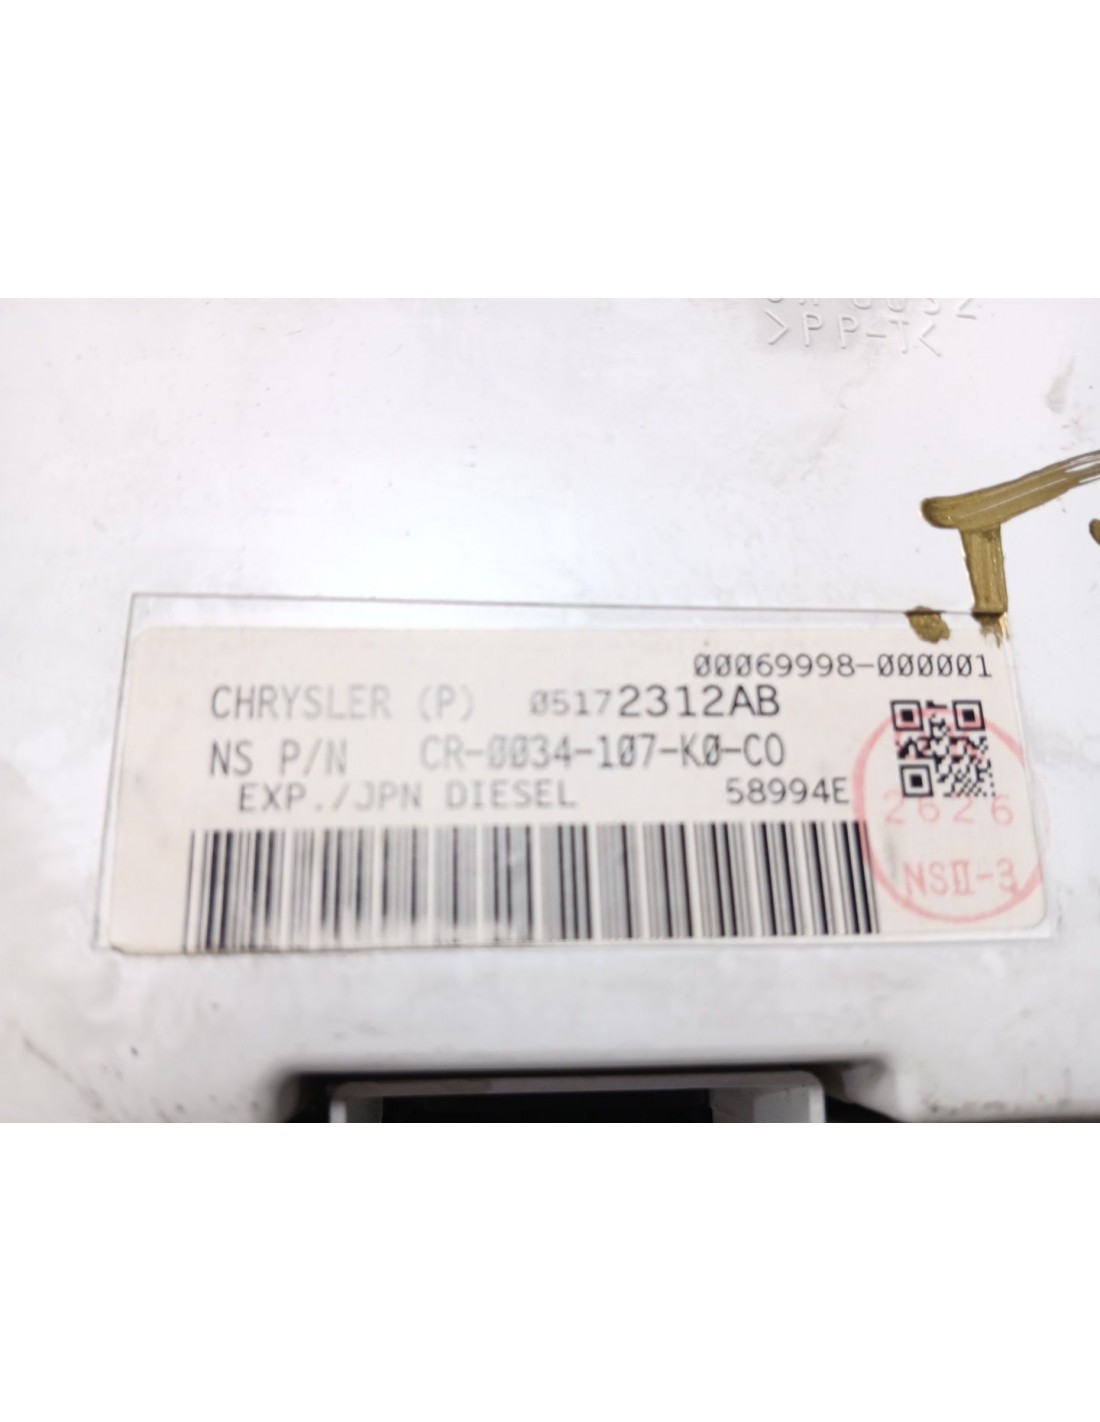 >PP-T<
00069998-000001
CHRYSLER (P) 05172312AB
NS P/N CR-0034-107-K0-C0
EXP./JPN DIESEL 58994E
2626
NSⅡ-3